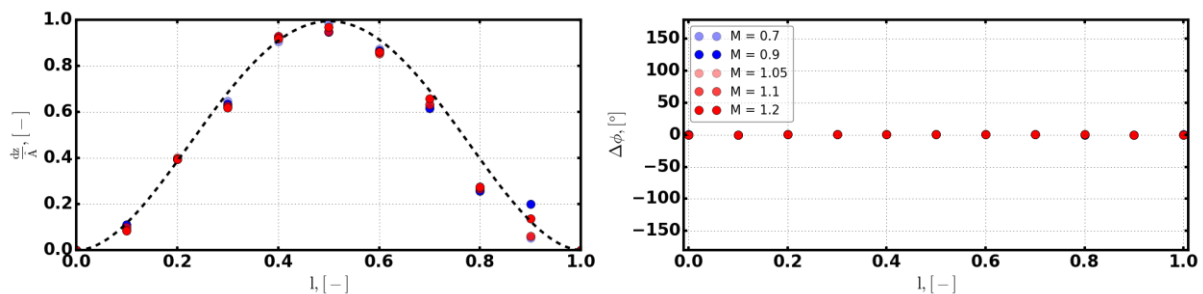 1.0
0.8
0.6
0.4
0.2
0.0
dz/A, [−]
0.0 0.2 0.4 0.6 0.8 1.0
l, [−]
150
100
50
0
−50
−100
−150
Δϕ, [°]
M = 0.7
M = 0.9
M = 1.05
M = 1.1
M = 1.2
0.0 0.2 0.4 0.6 0.8 1.0
l, [−]